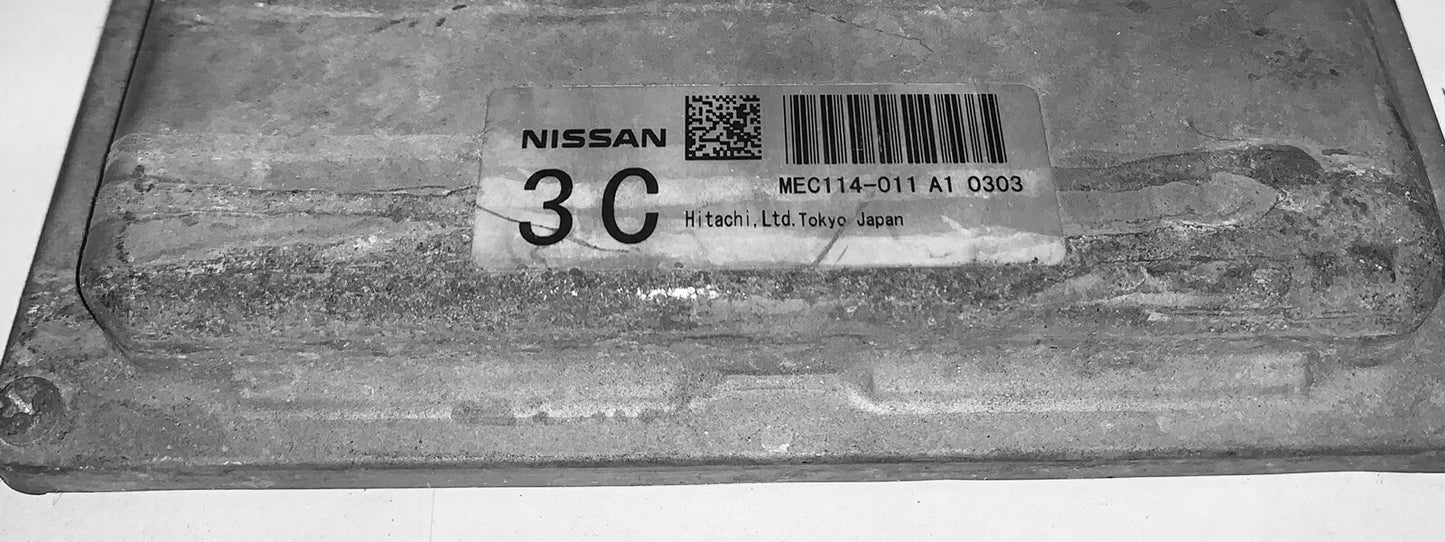 NISSAN
3C
MEC114-011 A1 0303
Hitachi,Ltd.Tokyo Japan